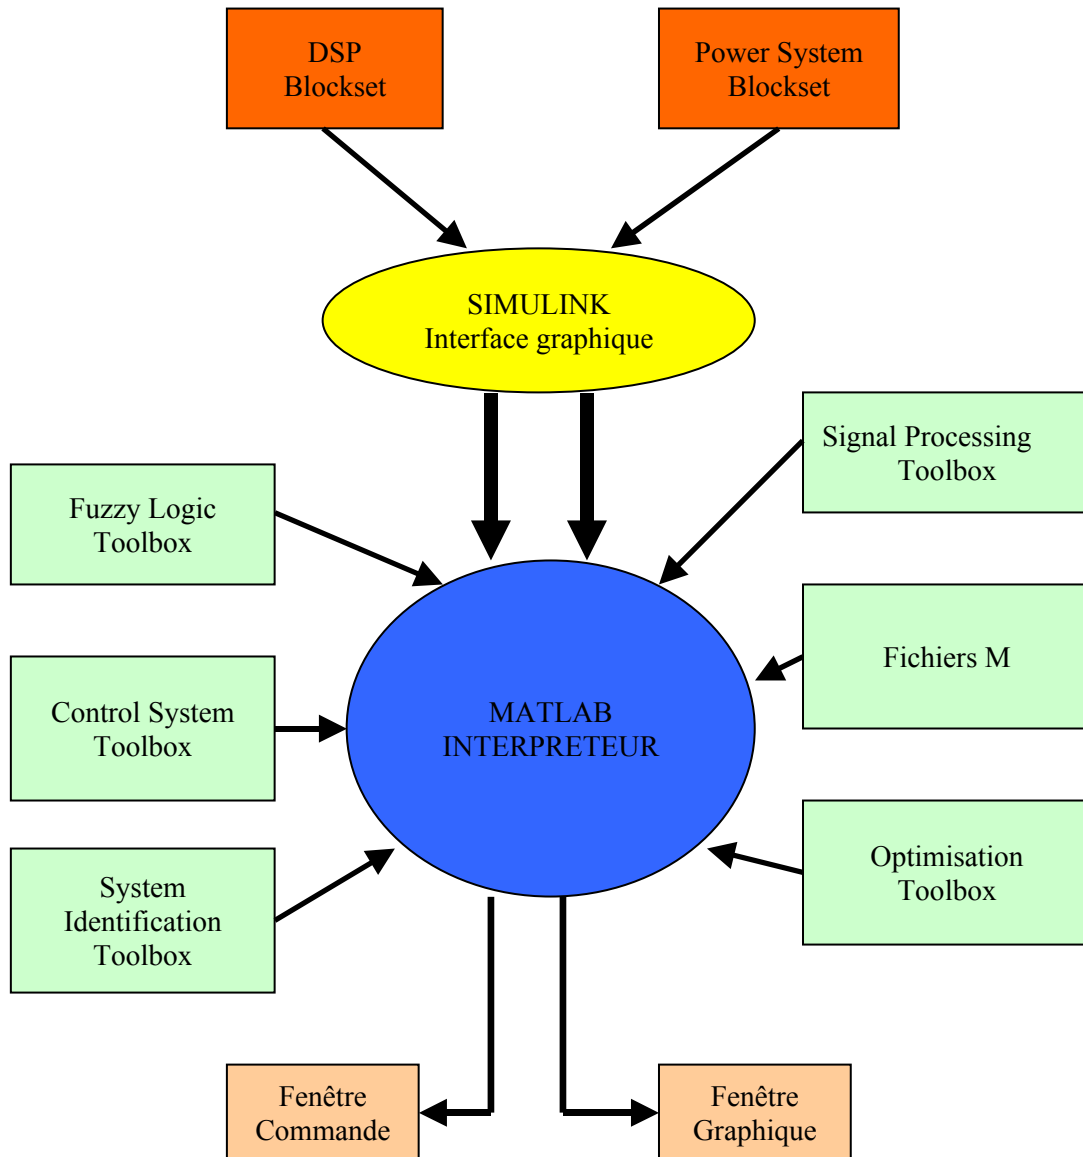 DSP
Blockset
Power System
Blockset
SIMULINK
Interface graphique
Signal Processing
Toolbox
Fuzzy Logic
Toolbox
Fichiers M
Control System
Toolbox
MATLAB
INTERPRETEUR
Optimisation
Toolbox
System
Identification
Toolbox
Fenêtre
Commande
Fenêtre
Graphique